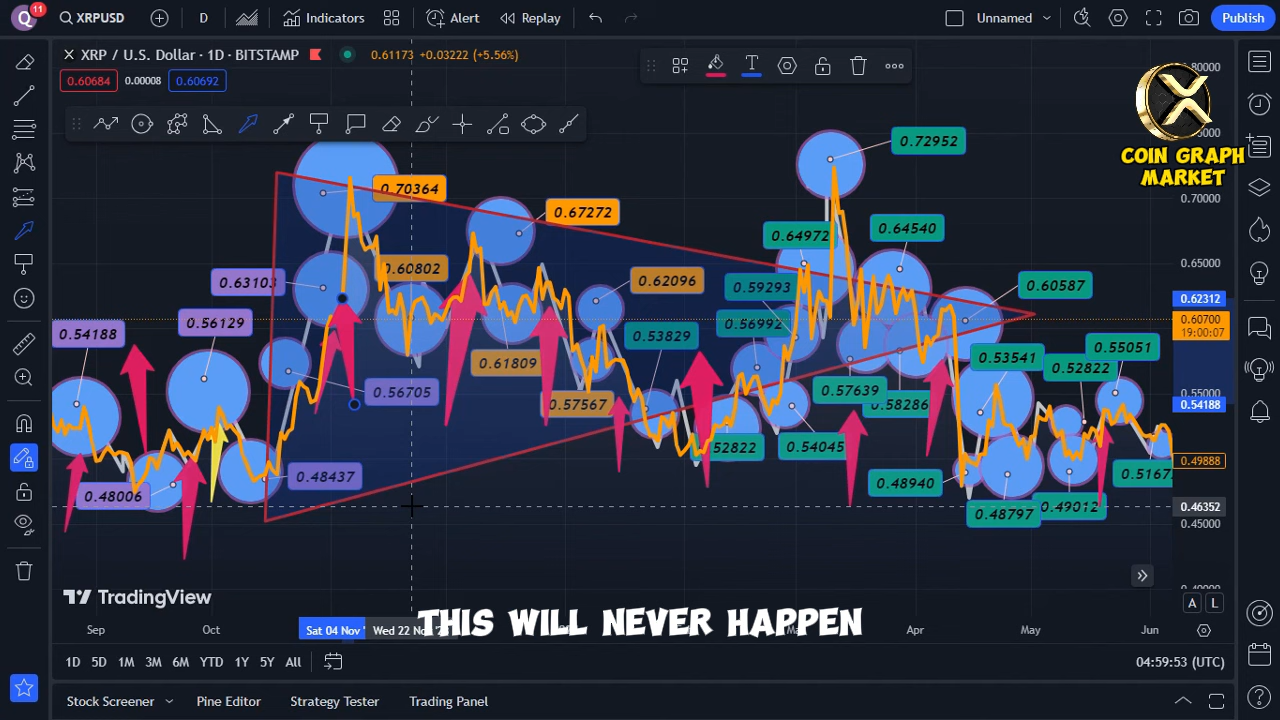 11
XRPUSD
D
Indicators
Alert
Replay
Unnamed
Publish
XRP / U.S. Dollar · 1D · BITSTAMP
0.61173 +0.03222 (+5.56%)
0.60684
0.00008
0.60692
T
COIN GRAPH
MARKET
0.72952
0.70364
0.67272
0.64972
0.64540
0.63103
0.60802
0.62096
0.59293
0.60587
0.54188
0.56129
0.56992
0.53829
0.55051
0.53541
0.52822
0.61809
0.56705
0.57567
0.57639
0.58286
52822
0.54045
0.48437
0.48006
0.48940
0.48797
0.49012
0.5167
0.70000
0.65000
0.62312
0.60700
19:00:07
0.55000
0.54188
0.49888
0.46352
0.45000
TradingView
A
L
THIS WILL NEVER HAPPEN
Sep
Oct
Sat 04 Nov '
Wed 22 Nov '2
Mar
Apr
May
Jun
1D 5D 1M 3M 6M YTD 1Y 5Y All
04:59:53 (UTC)
Stock Screener
Pine Editor
Strategy Tester
Trading Panel